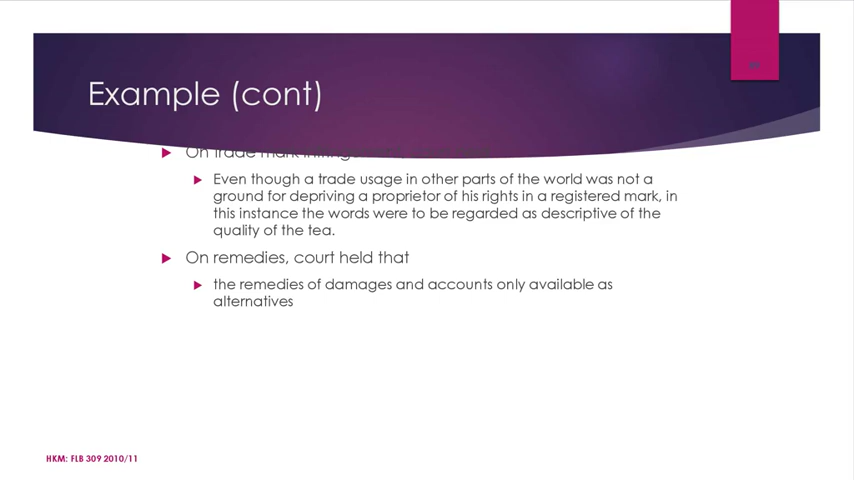 Example (cont)
On trade mark
Even though a trade usage in other parts of the world was not a
ground for depriving a proprietor of his rights in a registered mark, in
this instance the words were to be regarded as descriptive of the
quality of the tea.
On remedies, court held that
the remedies of damages and accounts only available as
alternatives
HKM: FLB 309 2010/11